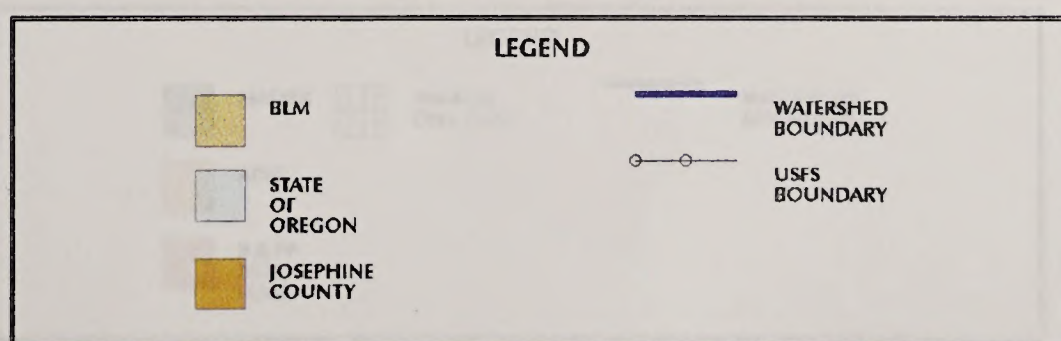 LEGEND
BLM
STATE
OF
OREGON
JOSEPHINE
COUNTY
WATERSHED
BOUNDARY
USFS
BOUNDARY